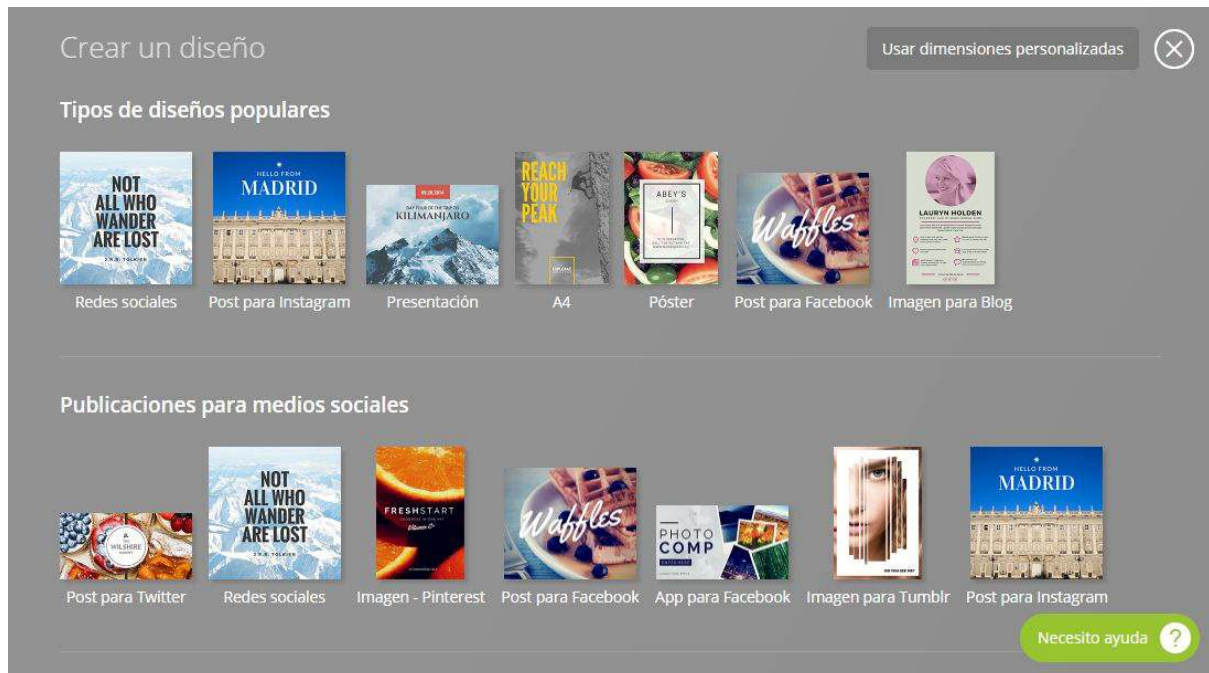 Crear un diseño
Usar dimensiones personalizadas
Tipos de diseños populares
NOT
ALL WHO
WANDER
ARE LOST
J.R.R. TOLKIEN
HELLO FROM
MADRID
KILIMANJARO
REACH
YOUR
PEAK
ABEY'S
Waffles
LAURYN HOLDEN
Redes sociales
Post para Instagram
Presentación
A4
Póster
Post para Facebook
Imagen para Blog
Publicaciones para medios sociales
WILSHIRE
NOT
ALL WHO
WANDER
ARE LOST
J.R.R. TOLKIEN
FRESHSTART
Waffles
PHOTO
COMP
HELLO FROM
MADRID
Post para Twitter
Redes sociales
Imagen - Pinterest
Post para Facebook
App para Facebook
Imagen para Tumblr
Post para Instagram
Necesito ayuda ?